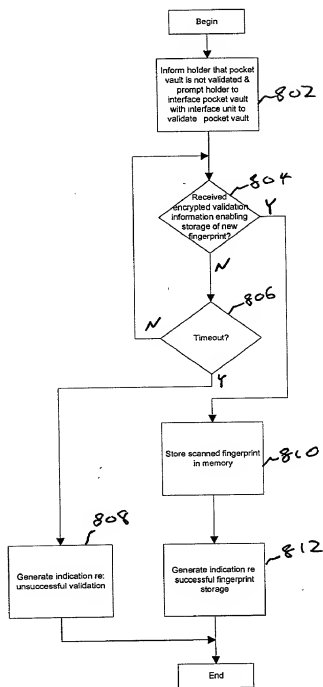 Begin
Inform holder that pocket
vault is not validated &
prompt holder to
interface pocket vault
with interface unit to
validate pocket vault
802
804
Received
encrypted validation
information enabling
storage of new
fingerprint?
Y
N
806
Timeout?
N
Y
Store scanned fingerprint
in memory
810
808
Generate indication re:
unsuccessful validation
812
Generate indication re
successful fingerprint
storage
End